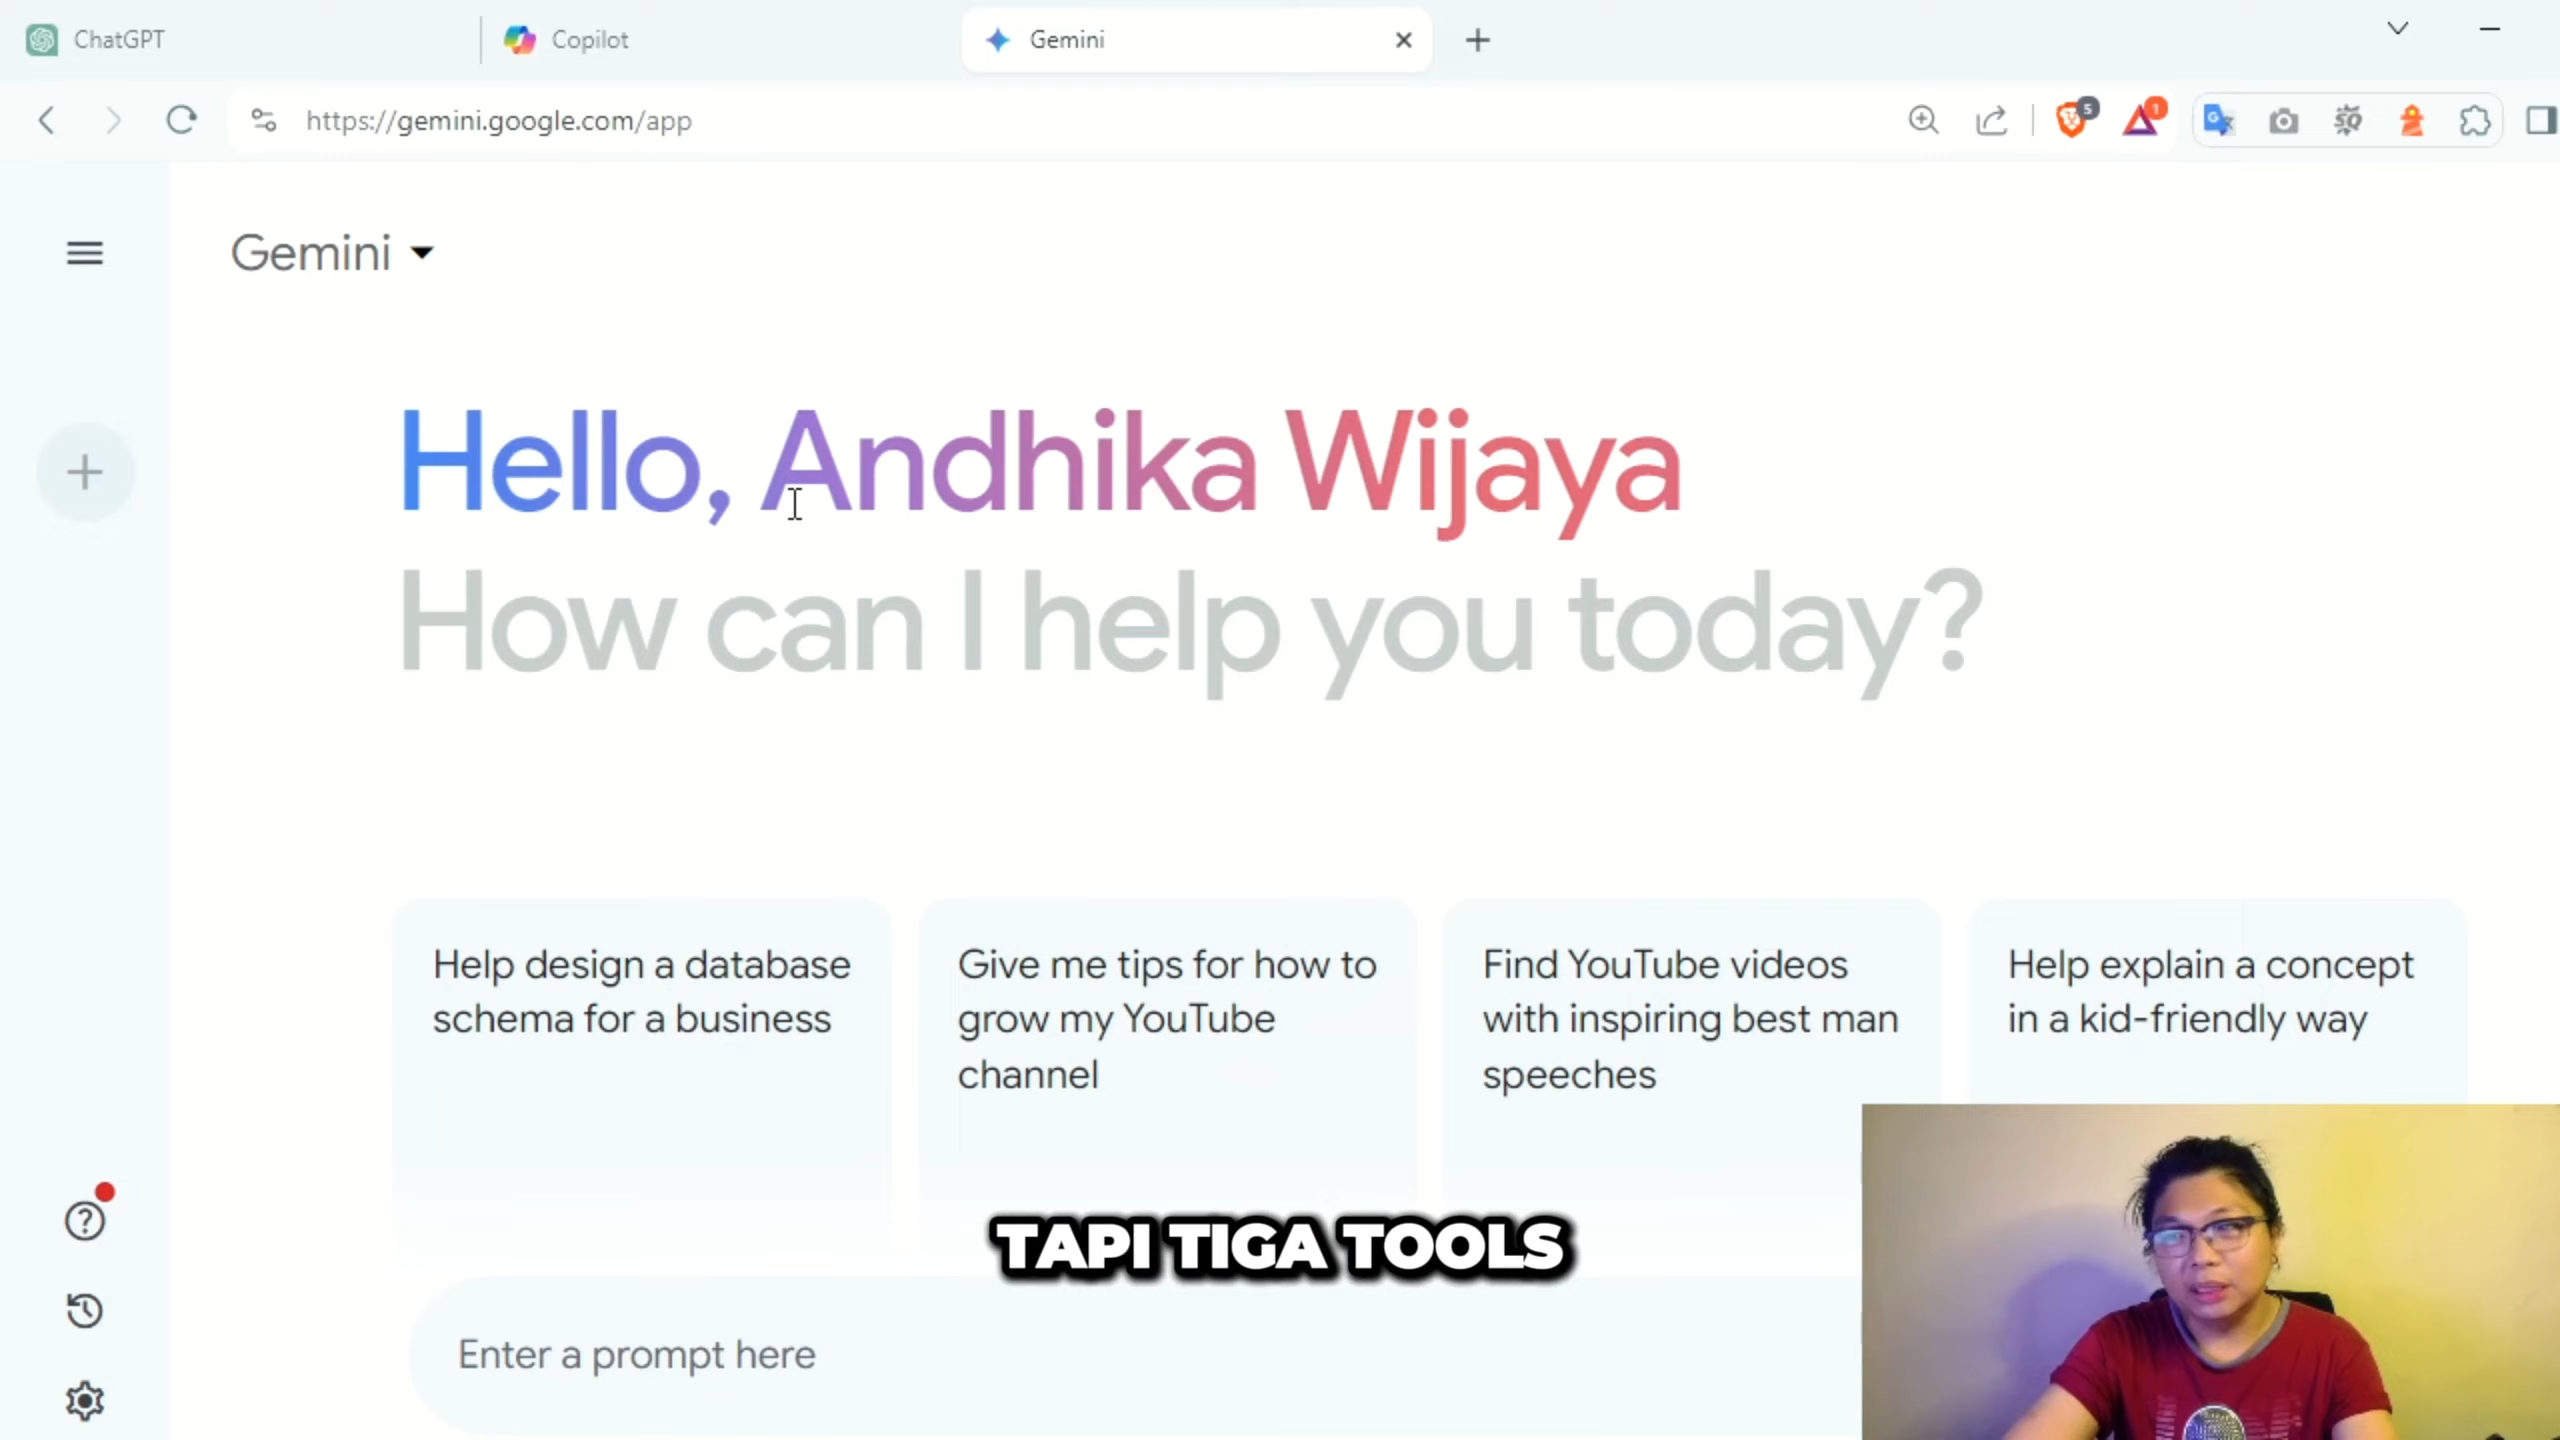 ChatGPT
Copilot
Gemini
https://gemini.google.com/app
5
1
Gemini
Hello, Andhika Wijaya
How can I help you today?
Help design a database
schema for a business
Give me tips for how to
grow my YouTube
channel
Find YouTube videos
with inspiring best man
speeches
Help explain a concept
in a kid-friendly way
TAPI TIGA TOOLS
Enter a prompt here